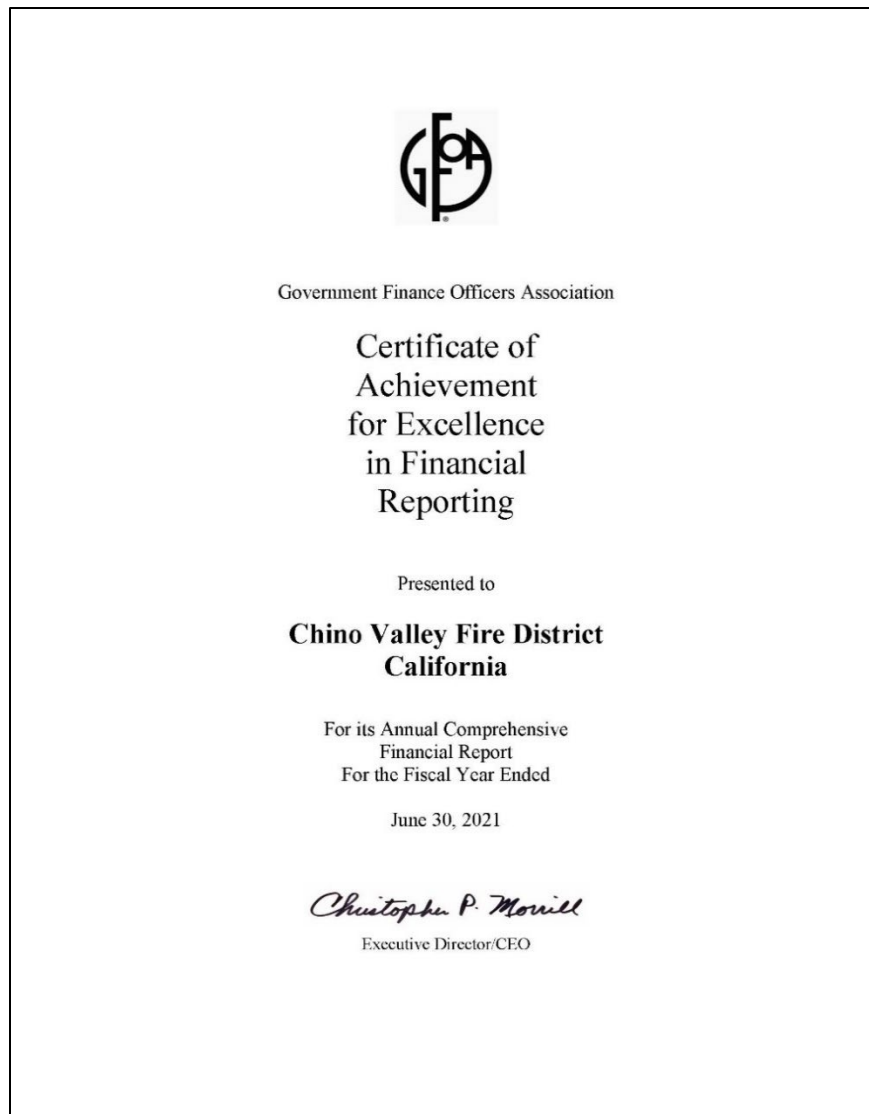 GFOA
Government Finance Officers Association
Certificate of
Achievement
for Excellence
in Financial
Reporting
Presented to
Chino Valley Fire District
California
For its Annual Comprehensive
Financial Report
For the Fiscal Year Ended
June 30, 2021
Christopher P. Morrill
Executive Director/CEO